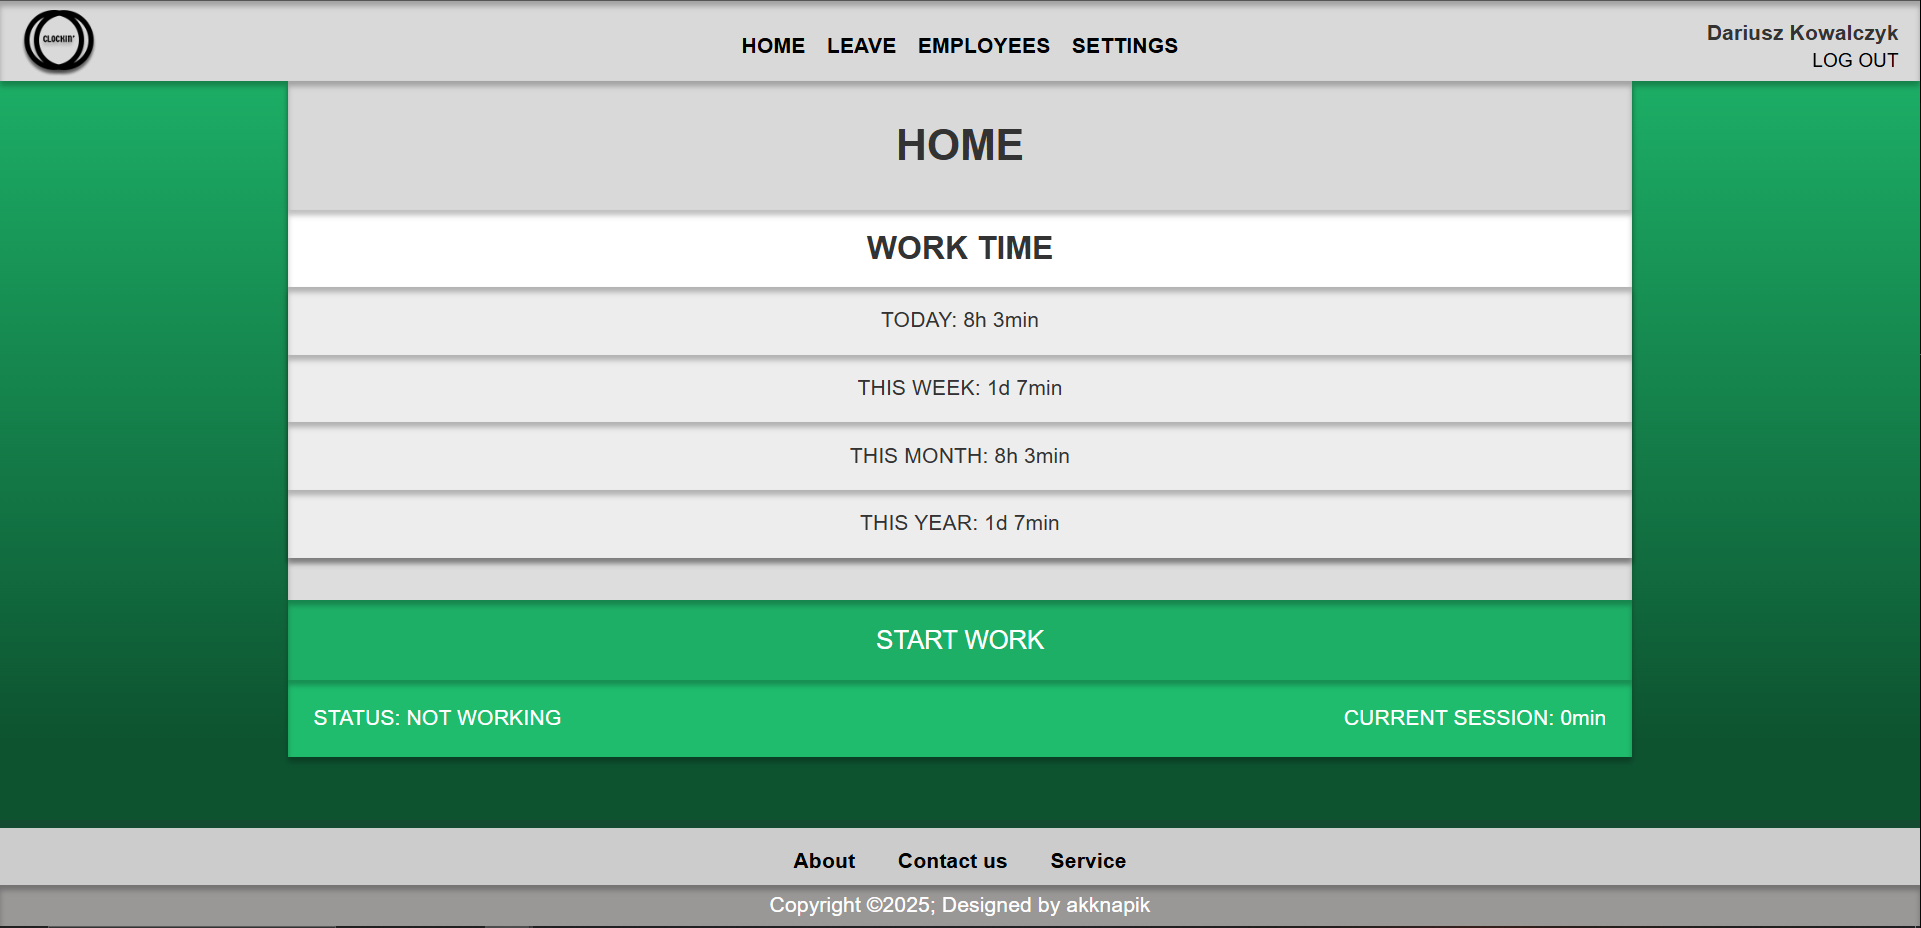 CLOCKIN'
HOME LEAVE EMPLOYEES SETTINGS
Dariusz Kowalczyk
LOG OUT
HOME
WORK TIME
TODAY: 8h 3min
THIS WEEK: 1d 7min
THIS MONTH: 8h 3min
THIS YEAR: 1d 7min
START WORK
STATUS: NOT WORKING
CURRENT SESSION: 0min
About Contact us Service
Copyright ©2025; Designed by akknapik